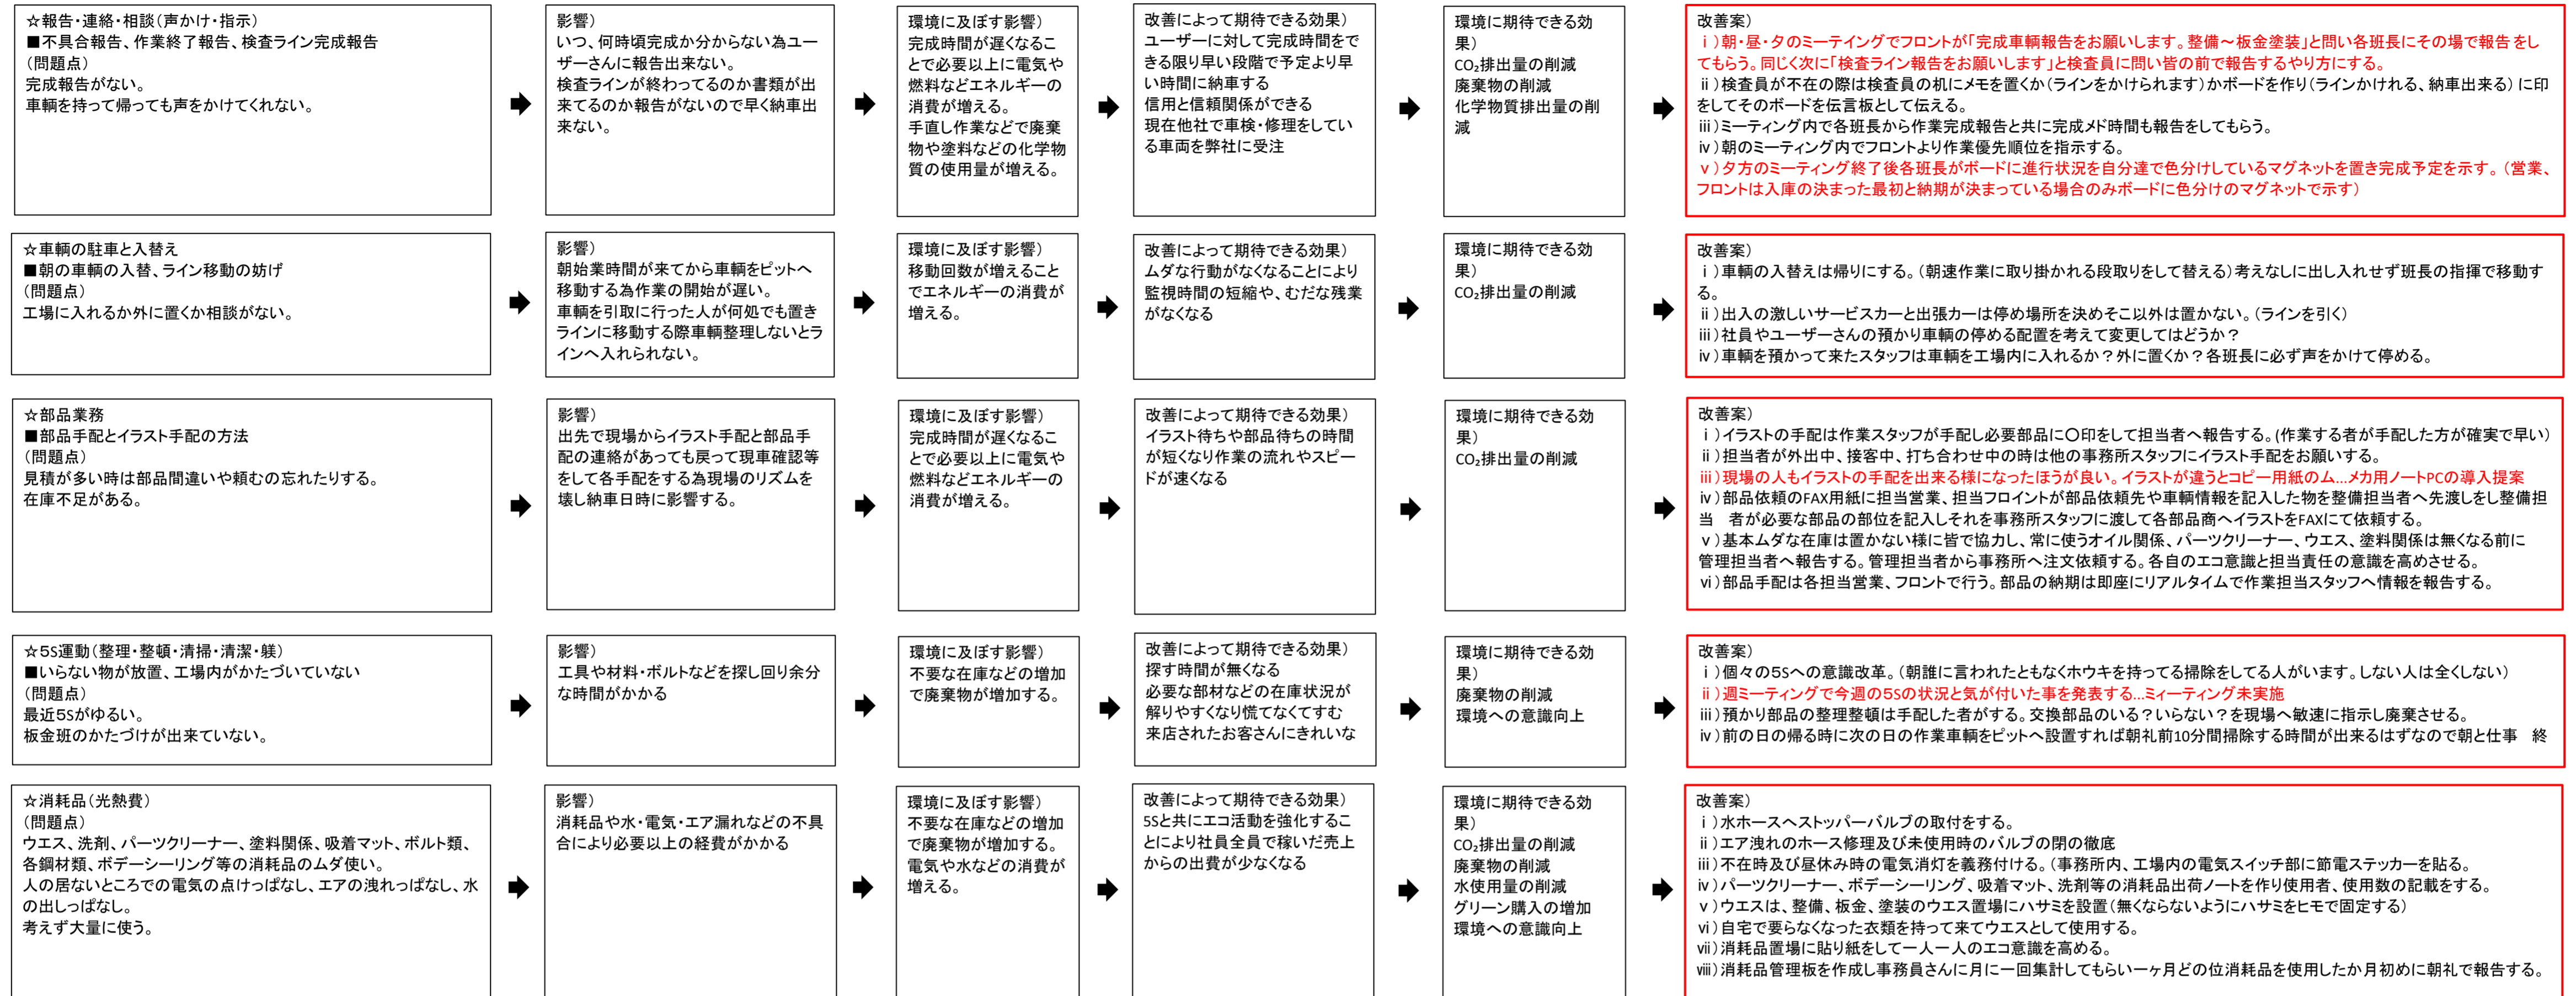 ☆報告・連絡・相談(声かけ・指示)
■不具合報告、作業終了報告、検査ライン完成報告
(問題点)
完成報告がない。
車輌を持って帰っても声をかけてくれない。
影響)
いつ、何時頃完成か分からない為ユー
ザーさんに報告出来ない。
検査ラインが終わってるのか書類が出
来てるのか報告がないので早く納車出
来ない。
環境に及ぼす影響)
完成時間が遅くなるこ
とで必要以上に電気や
燃料などエネルギーの
消費が増える。
手直し作業などで廃棄
物や塗料などの化学物
質の使用量が増える。
改善によって期待できる効果)
ユーザーに対して完成時間をで
きる限り早い段階で予定より早
い時間に納車する
信用と信頼関係ができる
現在他社で車検・修理をしてい
る車両を弊社に受注
環境に期待できる効
果)
CO₂排出量の削減
廃棄物の削減
化学物質排出量の削
減
改善案)
ⅰ)朝・昼・夕のミーテイングでフロントが「完成車輌報告をお願いします。整備～板金塗装」と問い各班長にその場で報告をし
てもらう。同じく次に「検査ライン報告をお願いします」と検査員に問い皆の前で報告するやり方にする。
ⅱ)検査員が不在の際は検査員の机にメモを置くか(ラインをかけられます)かボードを作り(ラインかけれる、納車出来る)に印
をしてそのボードを伝言板として伝える。
ⅲ)ミーティング内で各班長から作業完成報告と共に完成メド時間も報告をしてもらう。
ⅳ)朝のミーティング内でフロントより作業優先順位を指示する。
ⅴ)夕方のミーティング終了後各班長がボードに進行状況を自分達で色分けしているマグネットを置き完成予定を示す。(営業、
フロントは入庫の決まった最初と納期が決まっている場合のみボードに色分けのマグネットで示す)
☆車輌の駐車と入替え
■朝の車輌の入替、ライン移動の妨げ
(問題点)
工場に入れるか外に置くか相談がない。
影響)
朝始業時間が来てから車輌をピットへ
移動する為作業の開始が遅い。
車輌を引取に行った人が何処でも置き
ラインに移動する際車輌整理しないとラ
インへ入れられない。
環境に及ぼす影響)
移動回数が増えること
でエネルギーの消費が
増える。
改善によって期待できる効果)
ムダな行動がなくなることにより
監視時間の短縮や、むだな残業
がなくなる
環境に期待できる効
果)
CO₂排出量の削減
改善案)
ⅰ)車輌の入替えは帰りにする。(朝速作業に取り掛かれる段取りをして替える)考えなしに出し入れせず班長の指揮で移動す
る。
ⅱ)出入の激しいサービスカーと出張カーは停め場所を決めそこ以外は置かない。(ラインを引く)
ⅲ)社員やユーザーさんの預かり車輌の停める配置を考えて変更してはどうか?
ⅳ)車輌を預かって来たスタッフは車輌を工場内に入れるか?外に置くか?各班長に必ず声をかけて停める。
☆部品業務
■部品手配とイラスト手配の方法
(問題点)
見積が多い時は部品間違いや頼むの忘れたりする。
在庫不足がある。
影響)
出先で現場からイラスト手配と部品手
配の連絡があっても戻って現車確認等
をして各手配をする為現場のリズムを
壊し納車日時に影響する。
環境に及ぼす影響)
完成時間が遅くなるこ
とで必要以上に電気や
燃料などエネルギーの
消費が増える。
改善によって期待できる効果)
イラスト待ちや部品待ちの時間
が短くなり作業の流れやスピー
ドが速くなる
環境に期待できる効
果)
CO₂排出量の削減
改善案)
ⅰ)イラストの手配は作業スタッフが手配し必要部品に〇印をして担当者へ報告する。(作業する者が手配した方が確実で早い)
ⅱ)担当者が外出中、接客中、打ち合わせ中の時は他の事務所スタッフにイラスト手配をお願いする。
ⅲ)現場の人もイラストの手配を出来る様になったほうが良い。イラストが違うとコピー用紙のム…メカ用ノートPCの導入提案
ⅳ)部品依頼のFAX用紙に担当営業、担当フロイントが部品依頼先や車輌情報を記入した物を整備担当者へ先渡しをし整備担
当　者が必要な部品の部位を記入しそれを事務所スタッフに渡して各部品商へイラストをFAXにて依頼する。
ⅴ)基本ムダな在庫は置かない様に皆で協力し、常に使うオイル関係、パーツクリーナー、ウエス、塗料関係は無くなる前に
管理担当者へ報告する。管理担当者から事務所へ注文依頼する。各自のエコ意識と担当責任の意識を高めさせる。
ⅵ)部品手配は各担当営業、フロントで行う。部品の納期は即座にリアルタイムで作業担当スタッフへ情報を報告する。
☆5S運動(整理・整頓・清掃・清潔・躾)
■いらない物が放置、工場内がかたづいていない
(問題点)
最近5Sがゆるい。
板金班のかたづけが出来ていない。
影響)
工具や材料・ボルトなどを探し回り余分
な時間がかかる
環境に及ぼす影響)
不要な在庫などの増加
で廃棄物が増加する。
改善によって期待できる効果)
探す時間が無くなる
必要な部材などの在庫状況が
解りやすくなり慌てなくてすむ
来店されたお客さんにきれいな
環境に期待できる効
果)
廃棄物の削減
環境への意識向上
改善案)
ⅰ)個々の5Sへの意識改革。(朝誰に言われたともなくホウキを持ってる掃除をしてる人がいます。しない人は全くしない)
ⅱ)週ミーティングで今週の5Sの状況と気が付いた事を発表する…ミィーティング未実施
ⅲ)預かり部品の整理整頓は手配した者がする。交換部品のいる?いらない?を現場へ敏速に指示し廃棄させる。
ⅳ)前の日の帰る時に次の日の作業車輌をピットへ設置すれば朝礼前10分間掃除する時間が出来るはずなので朝と仕事　終
☆消耗品(光熱費)
(問題点)
ウエス、洗剤、パーツクリーナー、塗料関係、吸着マット、ボルト類、
各鋼材類、ボデーシーリング等の消耗品のムダ使い。
人の居ないところでの電気の点けっぱなし、エアの洩れっぱなし、水
の出しっぱなし。
考えず大量に使う。
影響)
消耗品や水・電気・エア漏れなどの不具
合により必要以上の経費がかかる
環境に及ぼす影響)
不要な在庫などの増加
で廃棄物が増加する。
電気や水などの消費が
増える。
改善によって期待できる効果)
5Sと共にエコ活動を強化するこ
とにより社員全員で稼いだ売上
からの出費が少なくなる
環境に期待できる効
果)
CO₂排出量の削減
廃棄物の削減
水使用量の削減
グリーン購入の増加
環境への意識向上
改善案)
ⅰ)水ホースへストッパーバルブの取付をする。
ⅱ)エア洩れのホース修理及び未使用時のバルブの閉の徹底
ⅲ)不在時及び昼休み時の電気消灯を義務付ける。(事務所内、工場内の電気スイッチ部に節電ステッカーを貼る。
ⅳ)パーツクリーナー、ボデーシーリング、吸着マット、洗剤等の消耗品出荷ノートを作り使用者、使用数の記載をする。
ⅴ)ウエスは、整備、板金、塗装のウエス置場にハサミを設置(無くならないようにハサミをヒモで固定する)
ⅵ)自宅で要らなくなった衣類を持って来てウエスとして使用する。
ⅶ)消耗品置場に貼り紙をして一人一人のエコ意識を高める。
ⅷ)消耗品管理板を作成し事務員さんに月に一回集計してもらい一ヶ月どの位消耗品を使用したか月初めに朝礼で報告する。